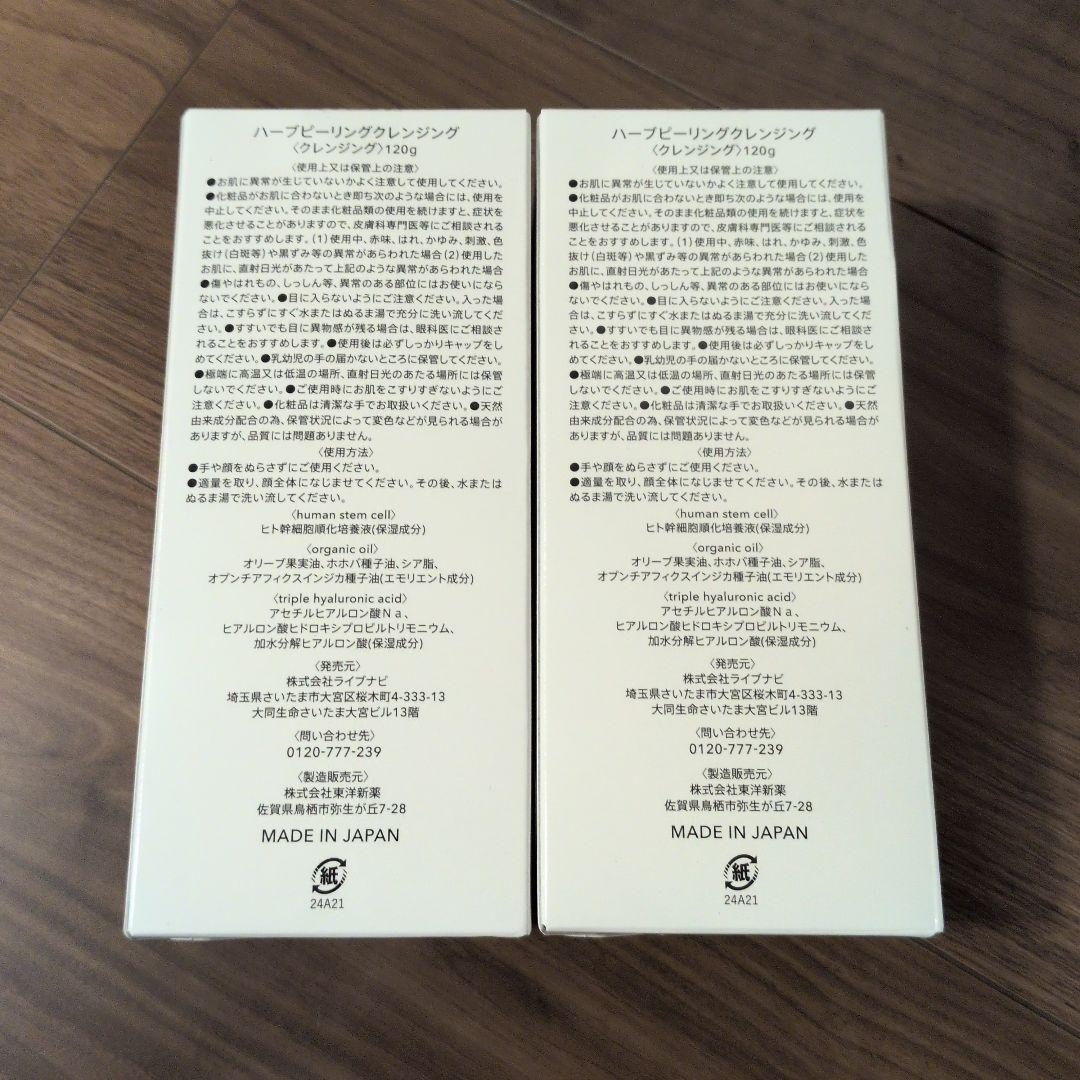 ハーブピーリングクレンジング
〈クレンジング〉120g
〈使用上又は保管上の注意〉
●お肌に異常が生じていないかよく注意して使用してください。
●化粧品がお肌に合わないとき即ち次のような場合には、使用を
中止してください。そのまま化粧品類の使用を続けますと、症状を
悪化させることがありますので、皮膚科専門医等にご相談される
ことをおすすめします。(1)使用中、赤味、はれ、かゆみ、刺激、色
抜け(白斑等)や黒ずみ等の異常があらわれた場合(2)使用した
お肌に、直射日光があたって上記のような異常があらわれた場合
●傷やはれもの、しっしん等、異常のある部位にはお使いになら
ないでください。●目に入らないようにご注意ください。入った場
合は、こすらずにすぐ水またはぬるま湯で充分に洗い流してくだ
さい。●すすいでも目に異物感が残る場合は、眼科医にご相談さ
れることをおすすめします。●使用後は必ずしっかりキャップをし
めてください。●乳幼児の手の届かないところに保管してください。
●極端に高温又は低温の場所、直射日光のあたる場所には保管
しないでください。●ご使用時にお肌をこすりすぎないようにご
注意ください。●化粧品は清潔な手でお取扱いください。●天然
由来成分配合の為、保管状況によって変色などが見られる場合が
ありますが、品質には問題ありません。
〈使用方法〉
●手や顔をぬらさずにご使用ください。
●適量を取り、顔全体になじませてください。その後、水または
ぬるま湯で洗い流してください。
〈human stem cell〉
ヒト幹細胞順化培養液(保湿成分)
〈organic oil〉
オリーブ果実油、ホホバ種子油、シア脂、
オプンチアフィクスインジカ種子油(エモリエント成分)
〈triple hyaluronic acid〉
アセチルヒアルロン酸Ｎａ、
ヒアルロン酸ヒドロキシプロピルトリモニウム、
加水分解ヒアルロン酸(保湿成分)
〈発売元〉
株式会社ライブナビ
埼玉県さいたま市大宮区桜木町4-333-13
大同生命さいたま大宮ビル13階
〈問い合わせ先〉
0120-777-239
〈製造販売元〉
株式会社東洋新薬
佐賀県鳥栖市弥生が丘7-28
MADE IN JAPAN
紙
24A21
ハーブピーリングクレンジング
〈クレンジング〉120g
〈使用上又は保管上の注意〉
●お肌に異常が生じていないかよく注意して使用してください。
●化粧品がお肌に合わないとき即ち次のような場合には、使用を
中止してください。そのまま化粧品類の使用を続けますと、症状を
悪化させることがありますので、皮膚科専門医等にご相談される
ことをおすすめします。(1)使用中、赤味、はれ、かゆみ、刺激、色
抜け(白斑等)や黒ずみ等の異常があらわれた場合(2)使用した
お肌に、直射日光があたって上記のような異常があらわれた場合
●傷やはれもの、しっしん等、異常のある部位にはお使いになら
ないでください。●目に入らないようにご注意ください。入った場
合は、こすらずにすぐ水またはぬるま湯で充分に洗い流してくだ
さい。●すすいでも目に異物感が残る場合は、眼科医にご相談さ
れることをおすすめします。●使用後は必ずしっかりキャップをし
めてください。●乳幼児の手の届かないところに保管してください。
●極端に高温又は低温の場所、直射日光のあたる場所には保管
しないでください。●ご使用時にお肌をこすりすぎないようにご
注意ください。●化粧品は清潔な手でお取扱いください。●天然
由来成分配合の為、保管状況によって変色などが見られる場合が
ありますが、品質には問題ありません。
〈使用方法〉
●手や顔をぬらさずにご使用ください。
●適量を取り、顔全体になじませてください。その後、水または
ぬるま湯で洗い流してください。
〈human stem cell〉
ヒト幹細胞順化培養液(保湿成分)
〈organic oil〉
オリーブ果実油、ホホバ種子油、シア脂、
オプンチアフィクスインジカ種子油(エモリエント成分)
〈triple hyaluronic acid〉
アセチルヒアルロン酸Ｎａ、
ヒアルロン酸ヒドロキシプロピルトリモニウム、
加水分解ヒアルロン酸(保湿成分)
〈発売元〉
株式会社ライブナビ
埼玉県さいたま市大宮区桜木町4-333-13
大同生命さいたま大宮ビル13階
〈問い合わせ先〉
0120-777-239
〈製造販売元〉
株式会社東洋新薬
佐賀県鳥栖市弥生が丘7-28
MADE IN JAPAN
紙
24A21